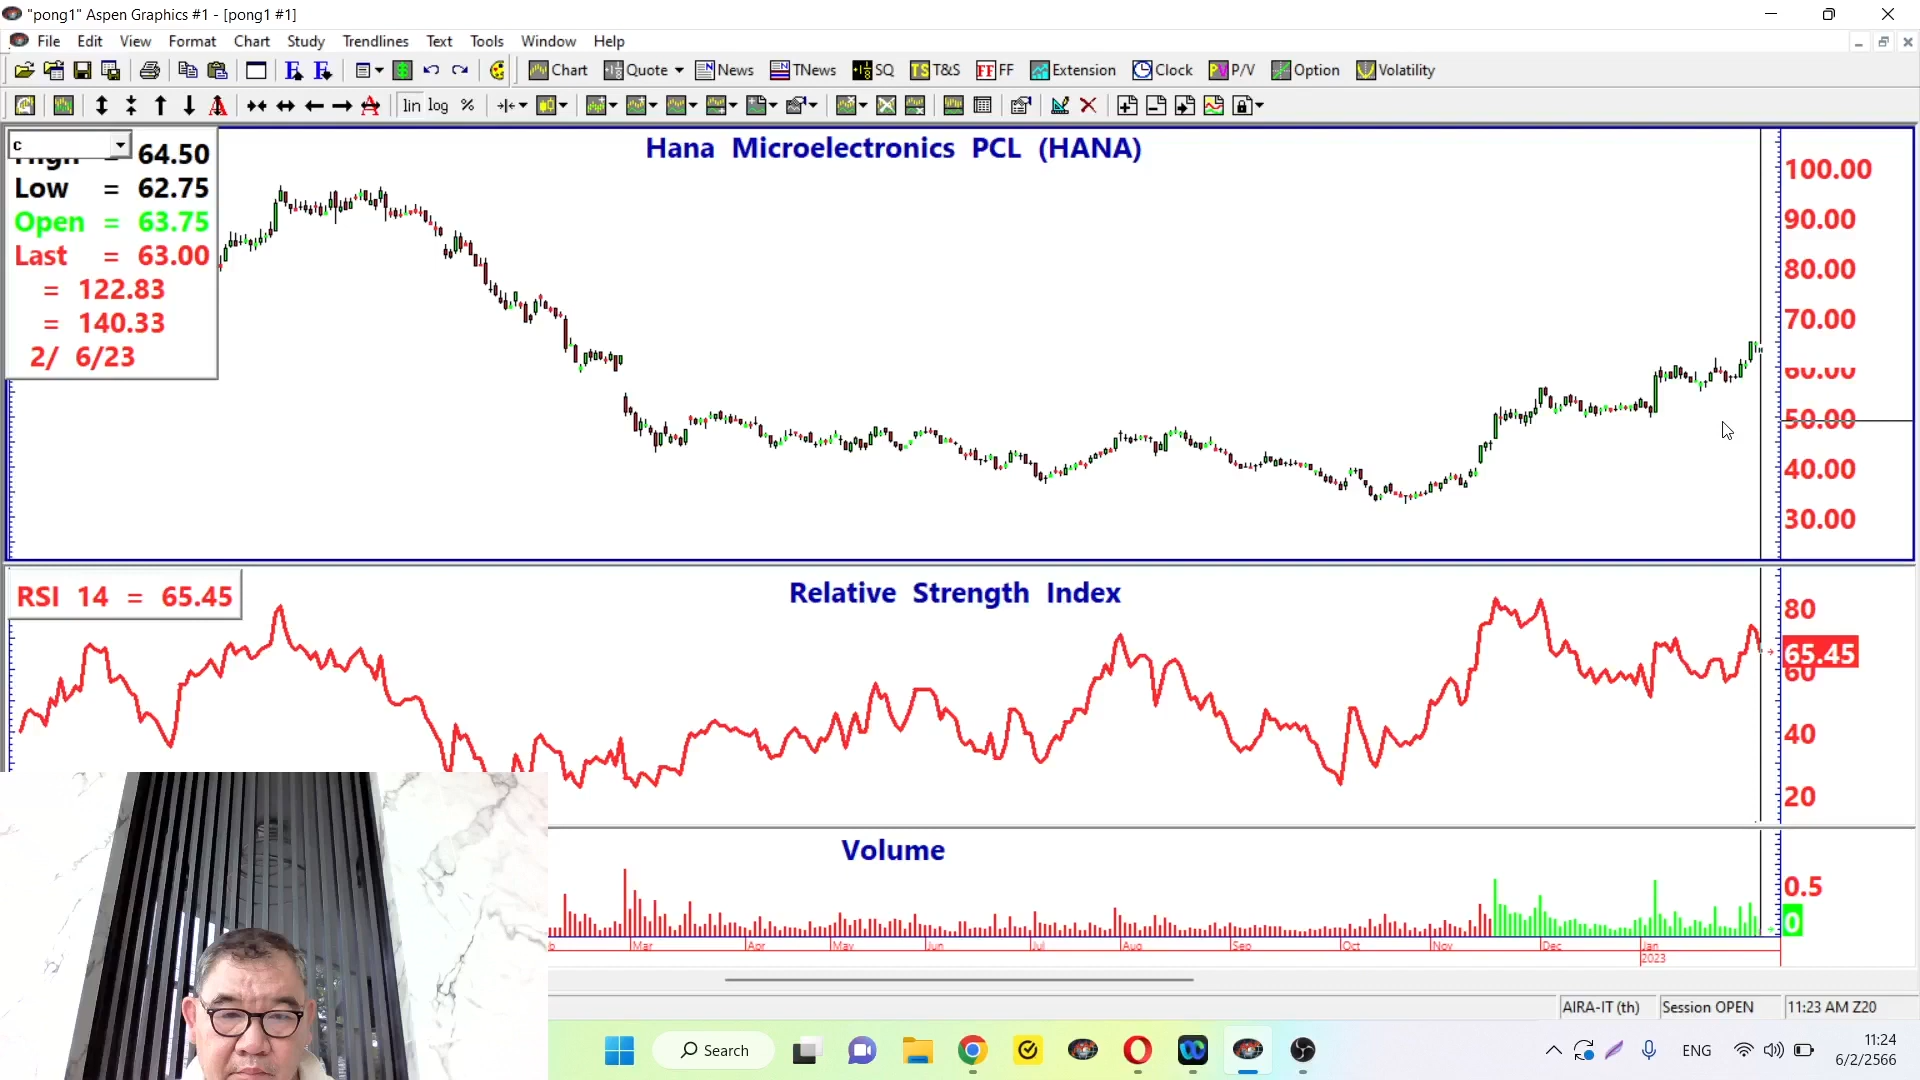 "pong1" Aspen Graphics #1 - [pong1 #1]
File Edit View Format Chart Study Trendlines Text Tools Window Help
Chart Quote News TNews SQ T&S FF FF Extension Clock P/V Option Volatility
lin log %
c
High = 64.50
Low = 62.75
Open = 63.75
Last = 63.00
= 122.83
= 140.33
2/ 6/23
Hana Microelectronics PCL (HANA)
100.00
90.00
80.00
70.00
60.00
50.00
40.00
30.00
RSI 14 = 65.45
Relative Strength Index
80
65.45
60
40
20
Volume
0.5
0
b Mar Apr May Jun Jul Aug Sep Oct Nov Dec Jan
2023
AIRA-IT (th) Session OPEN 11:23 AM Z20
Search
ENG
11:24
6/2/2566